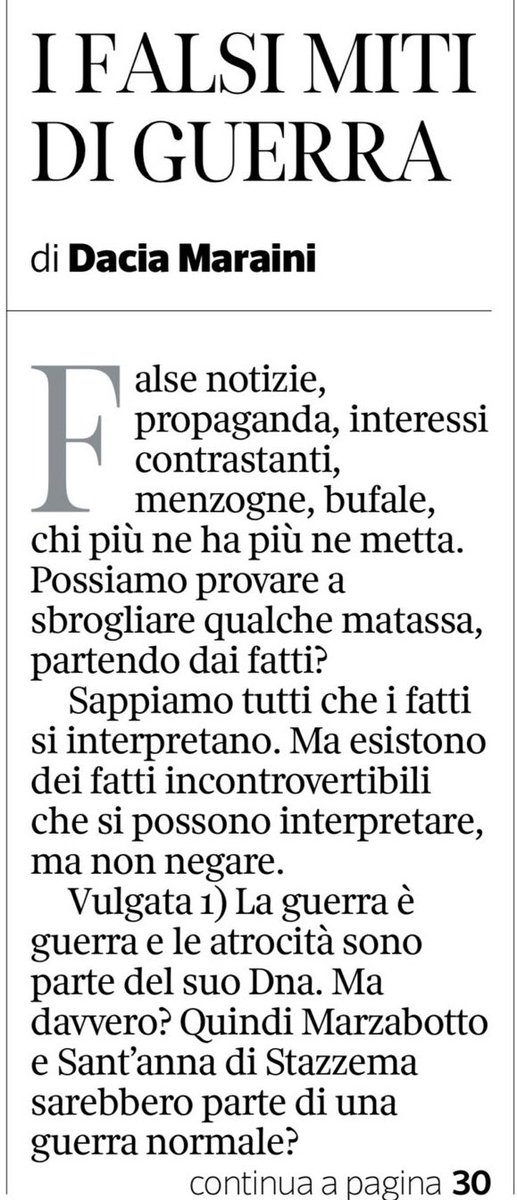 I FALSI MITI
DI GUERRA
di Dacia Maraini
False notizie,
propaganda, interessi
contrastanti,
menzogne, bufale,
chi più ne ha più ne metta.
Possiamo provare a
sbrogliare qualche matassa,
partendo dai fatti?
Sappiamo tutti che i fatti
si interpretano. Ma esistono
dei fatti incontrovertibili
che si possono interpretare,
ma non negare.
Vulgata 1) La guerra è
guerra e le atrocità sono
parte del suo Dna. Ma
davvero? Quindi Marzabotto
e Sant’anna di Stazzema
sarebbero parte di una
guerra normale?
continua a pagina 30